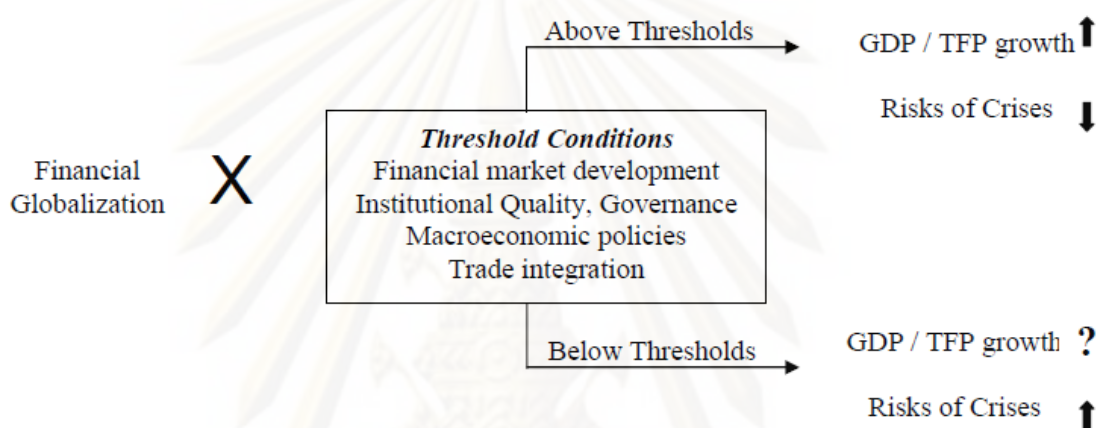 Above Thresholds
GDP / TFP growth
Risks of Crises
Financial
Globalization
X
Threshold Conditions
Financial market development
Institutional Quality, Governance
Macroeconomic policies
Trade integration
Below Thresholds
GDP / TFP growth ?
Risks of Crises